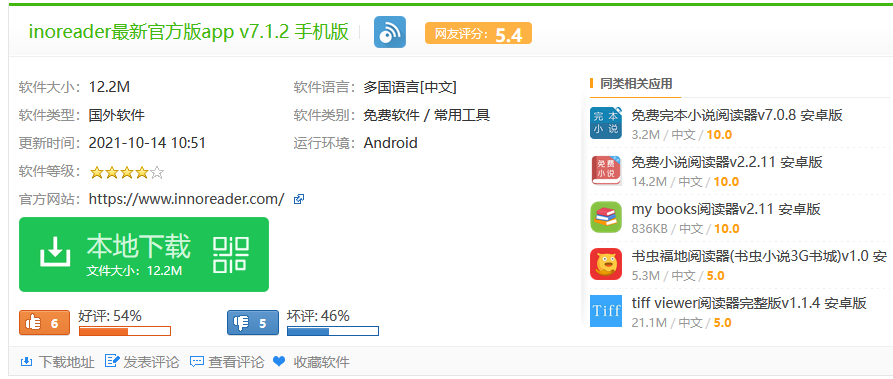 inoreader最新官方版app v7.1.2 手机版
网友评分：5.4
软件大小：12.2M
软件语言：多国语言[中文]
软件类型：国外软件
软件类别：免费软件 / 常用工具
更新时间：2021-10-14 10:51
运行环境：Android
软件等级：
官方网站：https://www.innoreader.com/
本地下载
文件大小：12.2M
6
好评: 54%
5
坏评: 46%
下载地址 发表评论 查看评论 收藏软件
同类相关应用
完本
小说
免费完本小说阅读器v7.0.8 安卓版
3.2M / 中文 / 10.0
免费
小说
免费小说阅读器v2.2.11 安卓版
14.2M / 中文 / 10.0
my books阅读器v2.11 安卓版
836KB / 中文 / 10.0
书虫福地阅读器(书虫小说3G书城)v1.0 安
5.3M / 中文 / 5.0
Tiff
tiff viewer阅读器完整版v1.1.4 安卓版
21.1M / 中文 / 5.0